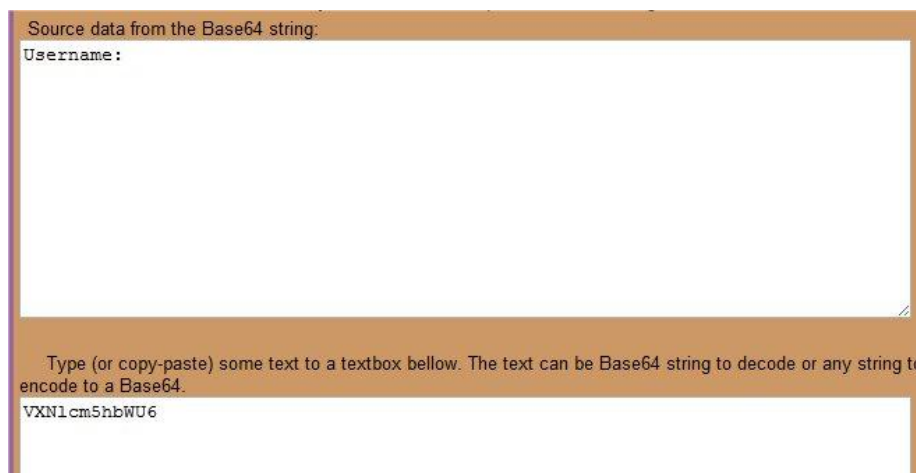 Source data from the Base64 string:
Username:
Type (or copy-paste) some text to a textbox bellow. The text can be Base64 string to decode or any string to
encode to a Base64.
VXNlcm5hbWU6